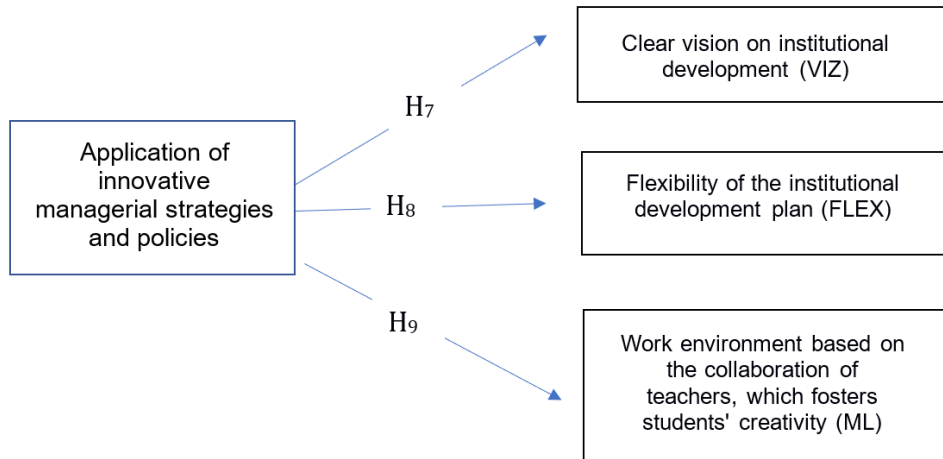 Clear vision on institutional
development (VIZ)
H7
Application of
innovative
managerial strategies
and policies
Flexibility of the institutional
development plan (FLEX)
H8
H9
Work environment based on
the collaboration of
teachers, which fosters
students' creativity (ML)